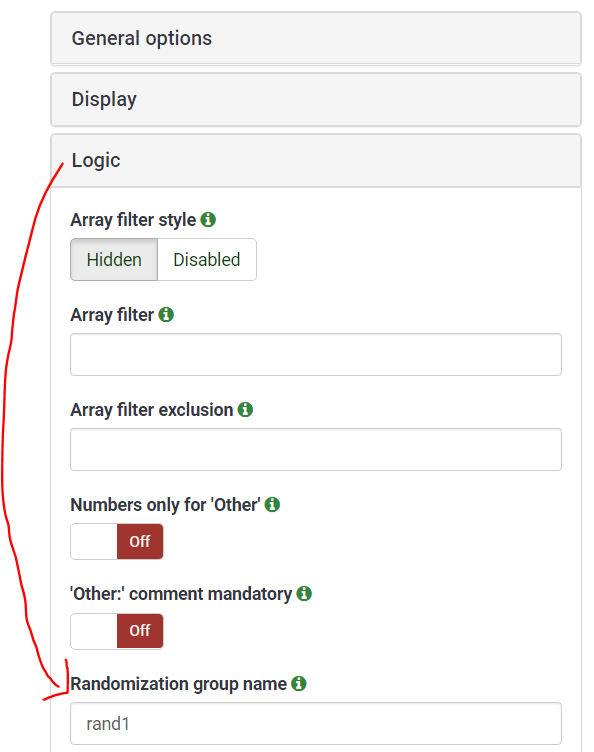 General options
Display
Logic
Array filter style
Hidden Disabled
Array filter
Array filter exclusion
Numbers only for 'Other'
Off
'Other:' comment mandatory
Off
Randomization group name
rand1